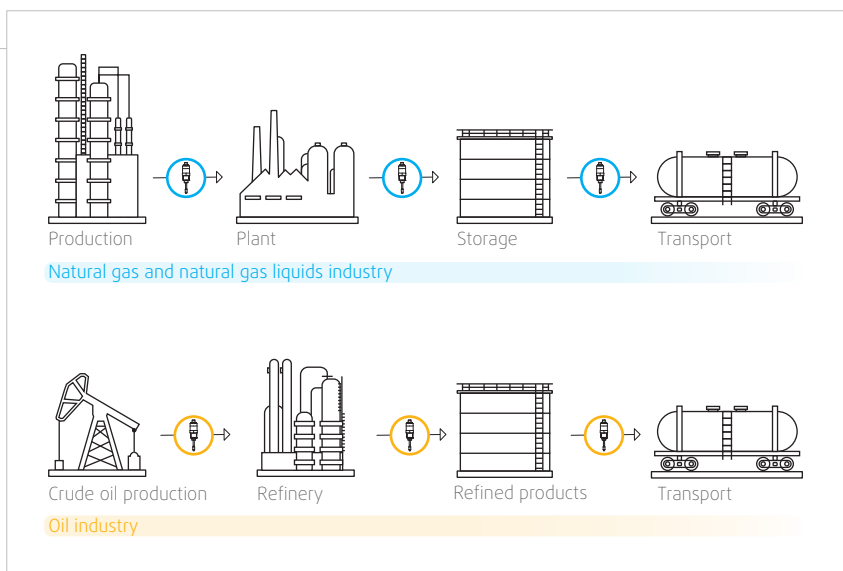 Production
Plant
Storage
Transport
Natural gas and natural gas liquids industry
Crude oil production
Refinery
Refined products
Transport
Oil industry